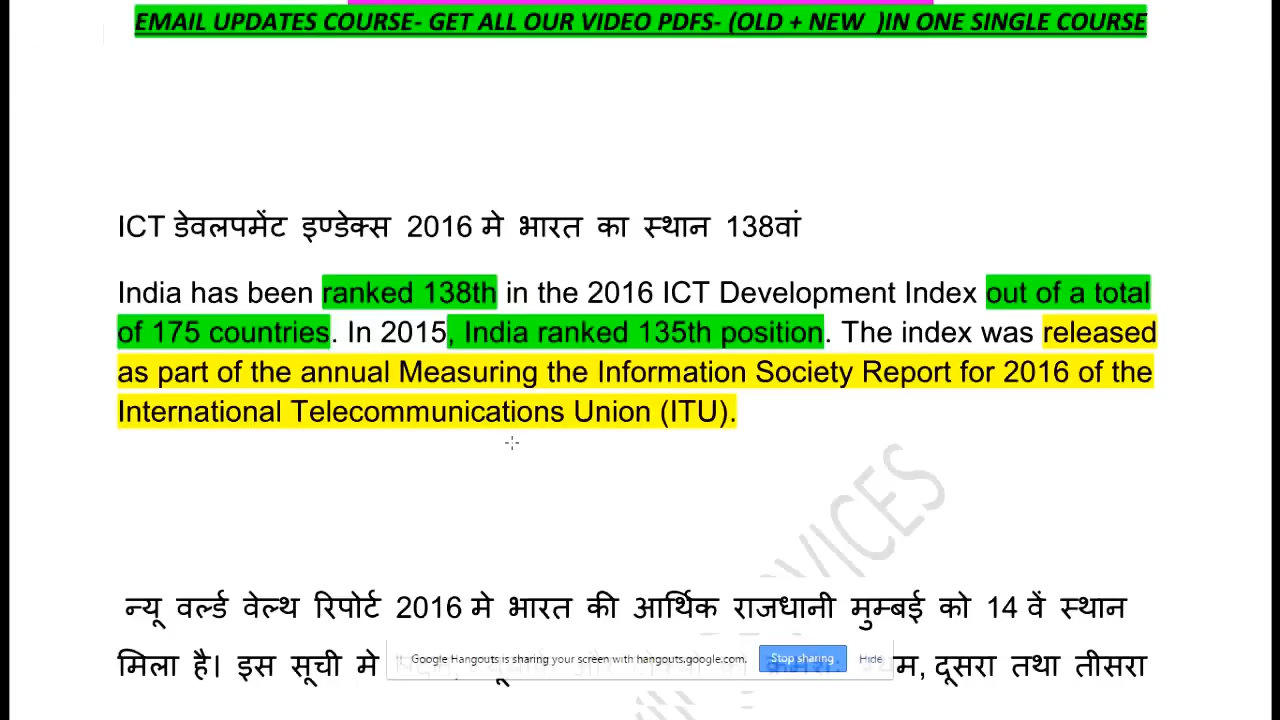 EMAIL UPDATES COURSE- GET ALL OUR VIDEO PDFS- (OLD + NEW )IN ONE SINGLE COURSE
ICT डेवलपमेंट इण्डेक्स 2016 मे भारत का स्थान 138वां
India has been ranked 138th in the 2016 ICT Development Index out of a total
of 175 countries. In 2015, India ranked 135th position. The index was released
as part of the annual Measuring the Information Society Report for 2016 of the
International Telecommunications Union (ITU).
VICES
न्यू वर्ल्ड वेल्थ रिपोर्ट 2016 मे भारत की आर्थिक राजधानी मुम्बई को 14 वें स्थान
मिला है। इस सूची मे
Google Hangouts is sharing your screen with hangouts.google.com. Stop sharing Hide
दूसरा तथा तीसरा